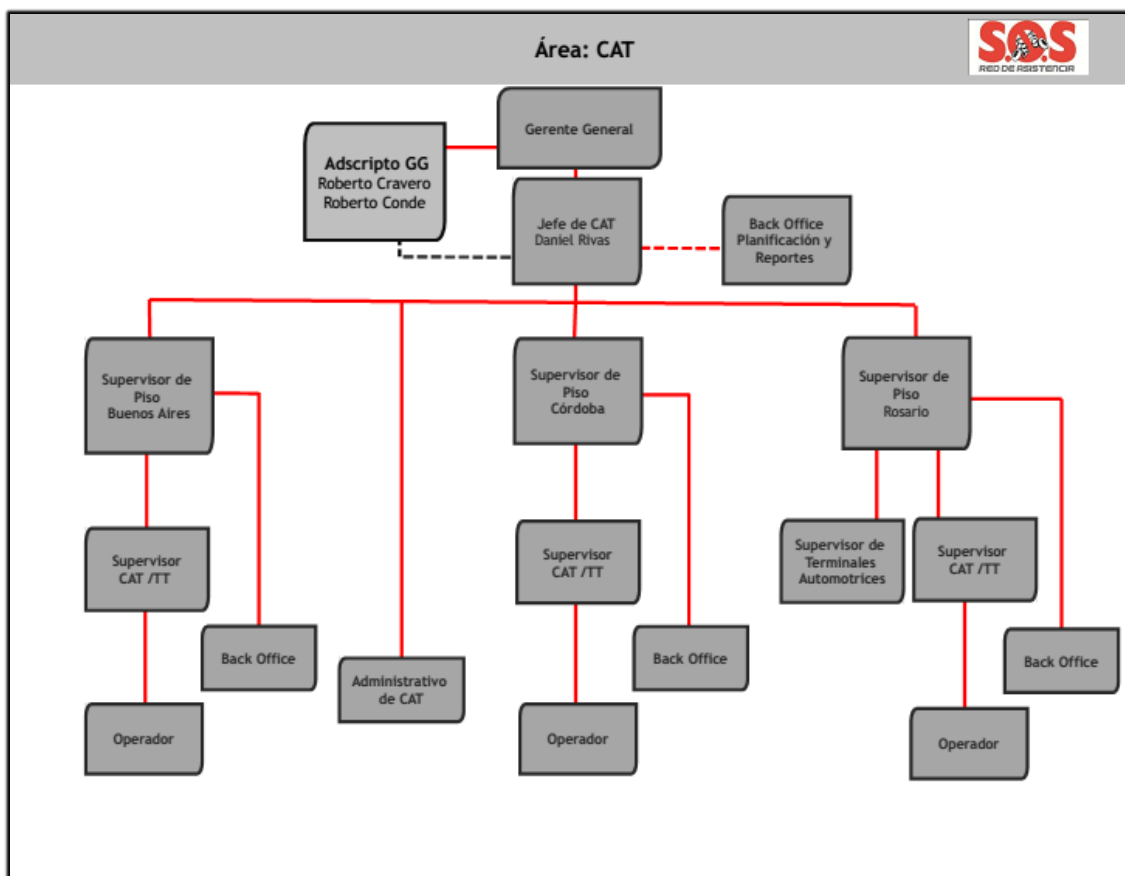 Área: CAT
S.O.S
RED DE ASISTENCIA
Gerente General
Adscripto GG
Roberto Cravero
Roberto Conde
Jefe de CAT
Daniel Rivas
Back Office
Planificación y
Reportes
Supervisor de
Piso
Buenos Aires
Supervisor de
Piso
Córdoba
Supervisor de
Piso
Rosario
Supervisor
CAT /TT
Supervisor
CAT /TT
Supervisor de
Terminales
Automotrices
Supervisor
CAT /TT
Back Office
Administrativo
de CAT
Back Office
Back Office
Operador
Operador
Operador